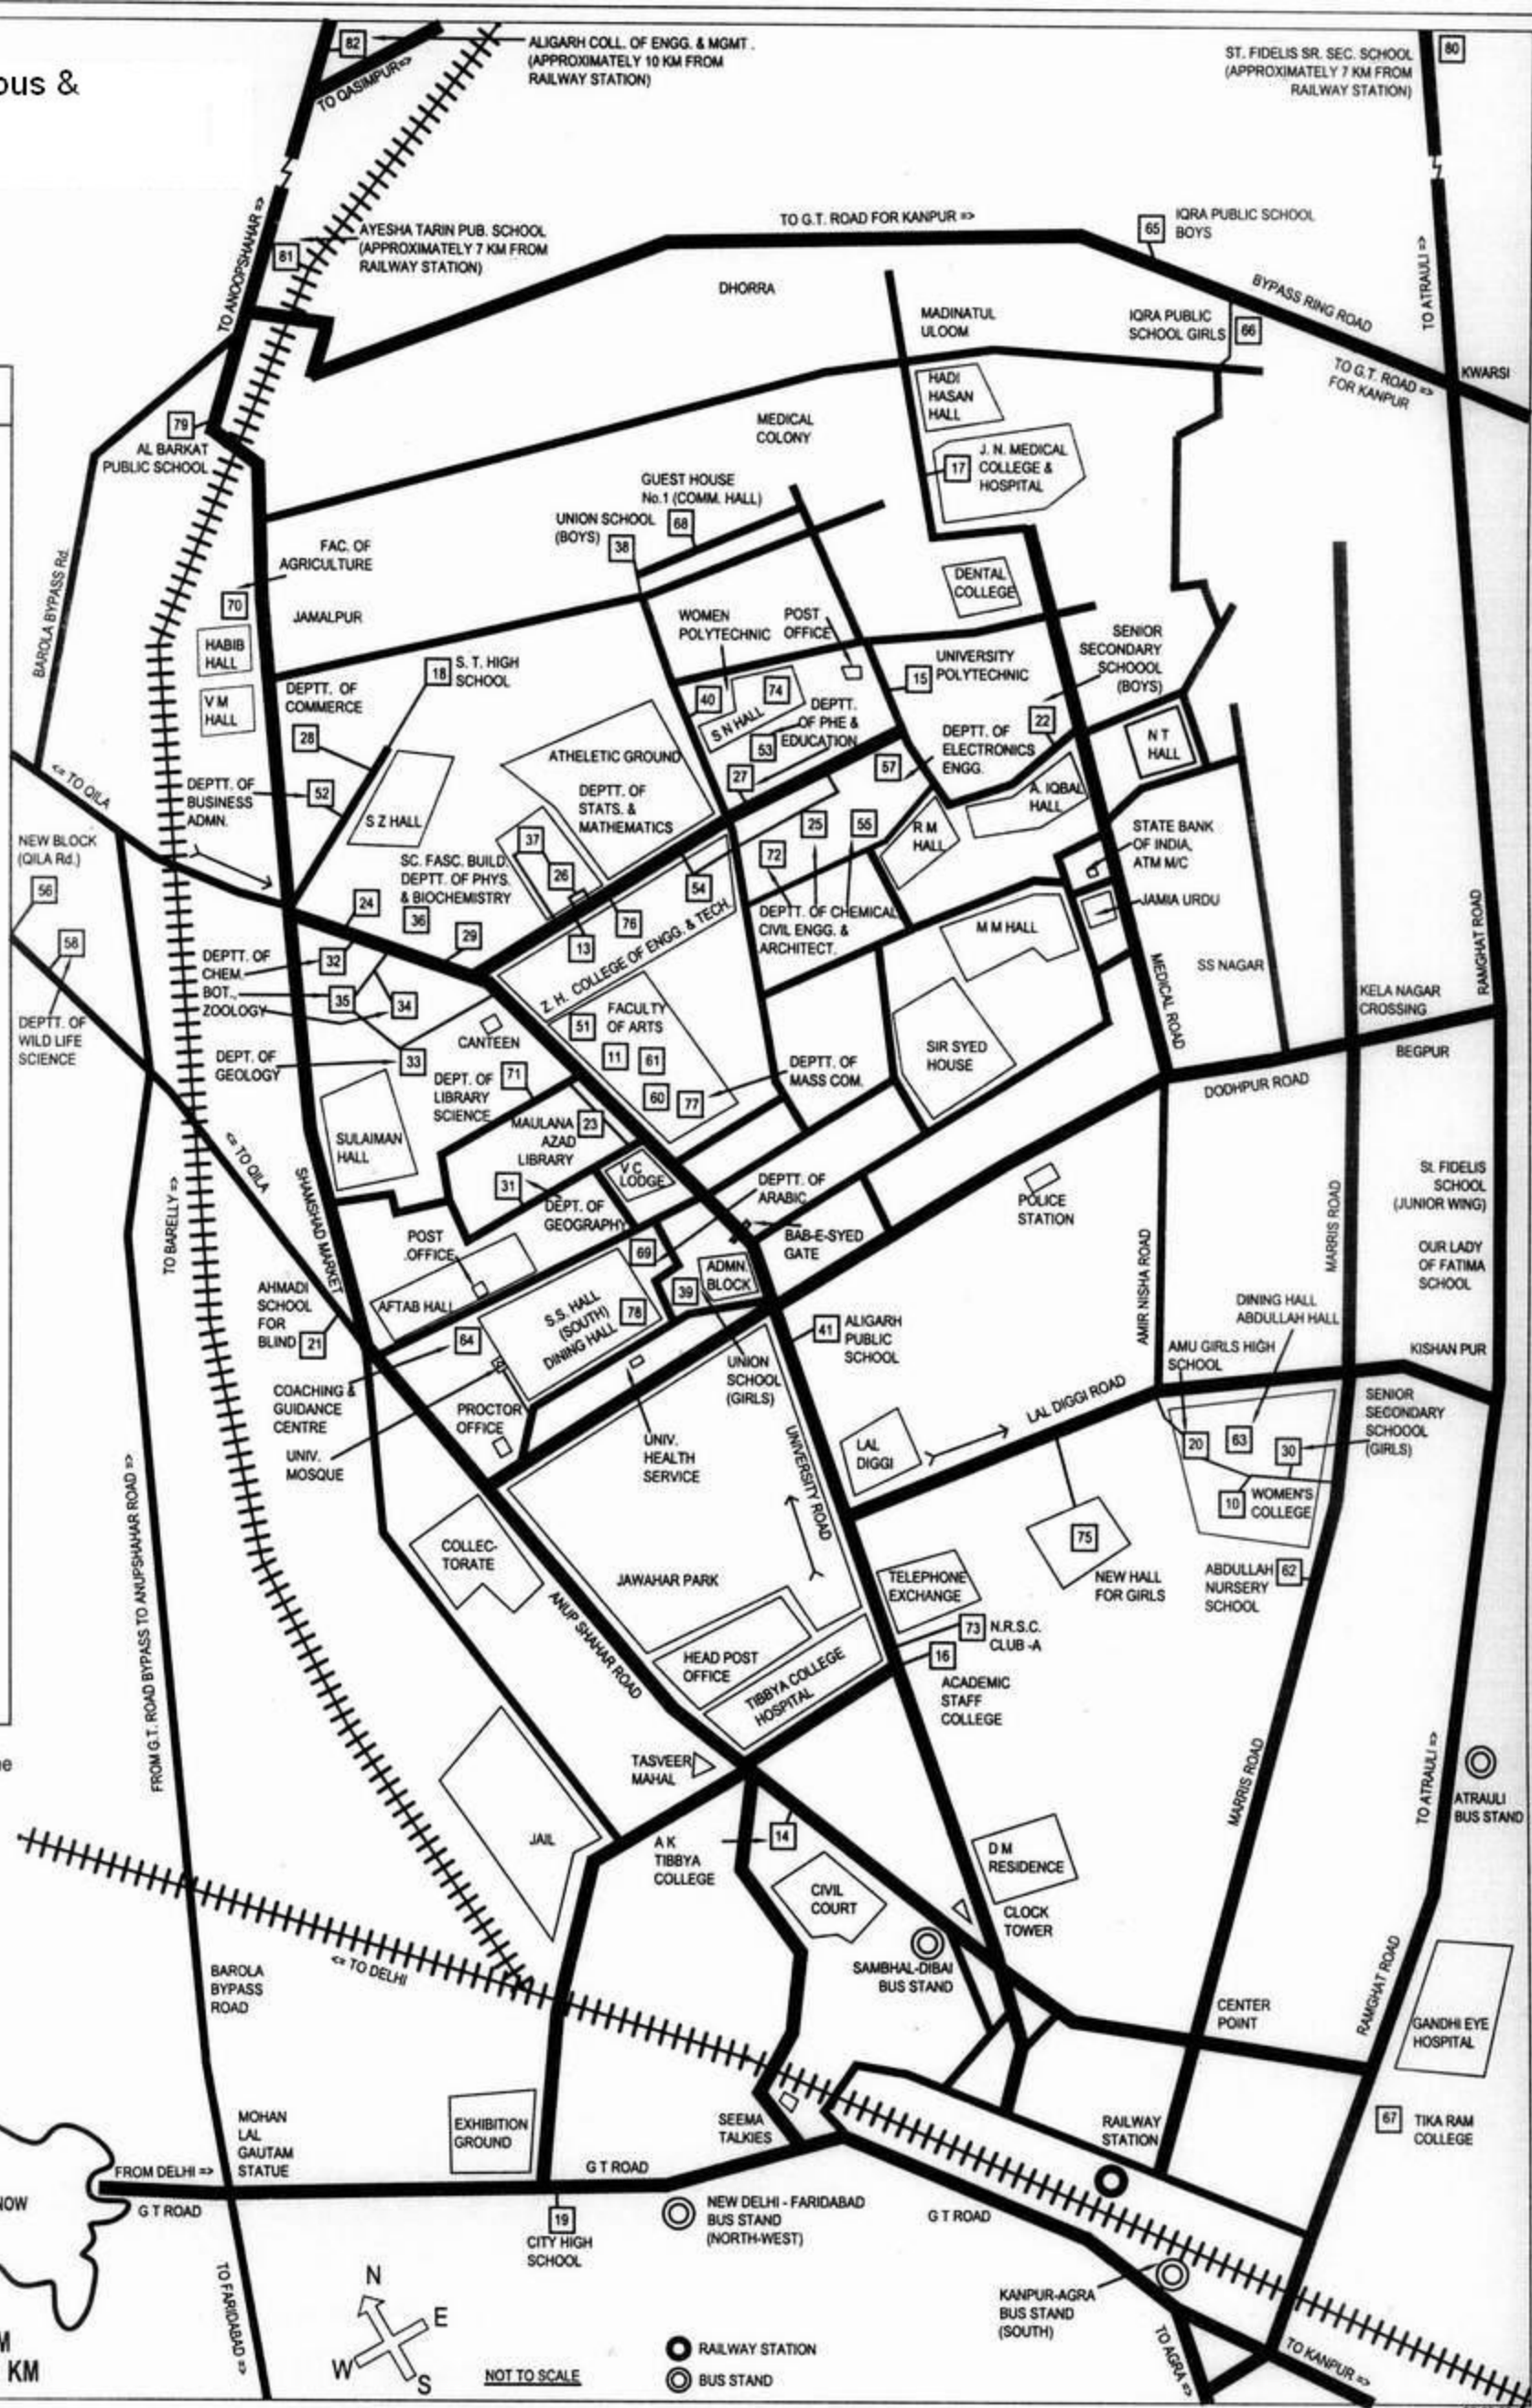 ous &
82
ALIGARH COLL. OF ENGG. & MGMT .
(APPROXIMATELY 10 KM FROM
RAILWAY STATION)
TO QASIMPUR=>
ST. FIDELIS SR. SEC. SCHOOL
(APPROXIMATELY 7 KM FROM
RAILWAY STATION)
80
TO ANOOPSHAHAR =>
81
AYESHA TARIN PUB. SCHOOL
(APPROXIMATELY 7 KM FROM
RAILWAY STATION)
TO G.T. ROAD FOR KANPUR =>
65
IQRA PUBLIC SCHOOL
BOYS
BYPASS RING ROAD
TO ATRAULI =>
DHORRA
MADINATUL
ULOOM
IQRA PUBLIC
SCHOOL GIRLS
66
TO G.T. ROAD =>
FOR KANPUR
KWARSI
HADI
HASAN
HALL
79
AL BARKAT
PUBLIC SCHOOL
MEDICAL
COLONY
17
J. N. MEDICAL
COLLEGE &
HOSPITAL
GUEST HOUSE
No.1 (COMM. HALL)
68
UNION SCHOOL
(BOYS)
38
FAC. OF
AGRICULTURE
70
JAMALPUR
BAROLA BYPASS Rd.
DENTAL
COLLEGE
HABIB
HALL
V M
HALL
WOMEN
POLYTECHNIC
POST
OFFICE
SENIOR
SECONDARY
SCHOOOL
(BOYS)
18
S. T. HIGH
SCHOOL
DEPTT. OF
COMMERCE
28
40
74
S N HALL
15
UNIVERSITY
POLYTECHNIC
22
DEPTT.
OF PHE &
EDUCATION
53
27
DEPTT. OF
ELECTRONICS
ENGG.
57
N T
HALL
ATHELETIC GROUND
<= TO QILA
DEPTT. OF
BUSINESS
ADMN.
52
S Z HALL
DEPTT. OF
STATS. &
MATHEMATICS
A. IQBAL
HALL
NEW BLOCK
(QILA Rd.)
56
58
37
26
25
55
72
54
R M
HALL
STATE BANK
OF INDIA,
ATM M/C
SC. FASC. BUILD.
DEPTT. OF PHYS.
& BIOCHEMISTRY
36
24
29
76
13
JAMIA URDU
DEPTT. OF CHEMICAL
CIVIL ENGG. &
ARCHITECT.
M M HALL
Z. H. COLLEGE OF ENGG. & TECH.
DEPTT. OF
CHEM.
BOT.,
ZOOLOGY
32
35
34
DEPTT. OF
WILD LIFE
SCIENCE
SS NAGAR
MEDICAL ROAD
RAMGHAT ROAD
KELA NAGAR
CROSSING
BEGPUR
CANTEEN
51
FACULTY
OF ARTS
11
61
60
77
DEPT. OF
GEOLOGY
33
DEPTT. OF
MASS COM.
SIR SYED
HOUSE
DODHPUR ROAD
DEPT. OF
LIBRARY
SCIENCE
71
MAULANA
AZAD
LIBRARY
23
<= TO QILA
SULAIMAN
HALL
TO BARELLY =>
SHAMSHAD MARKET
V C
LODGE
31
DEPT. OF
GEOGRAPHY
DEPTT. OF
ARABIC
POLICE
STATION
St. FIDELIS
SCHOOL
(JUNIOR WING)
POST
OFFICE
69
BAB-E-SYED
GATE
ADMN.
BLOCK
39
AMIR NISHA ROAD
MARRIS ROAD
OUR LADY
OF FATIMA
SCHOOL
AHMADI
SCHOOL
FOR
BLIND
21
AFTAB HALL
S.S. HALL
(SOUTH)
DINING HALL
78
64
41
ALIGARH
PUBLIC
SCHOOL
DINING HALL
ABDULLAH HALL
KISHAN PUR
AMU GIRLS HIGH
SCHOOL
COACHING &
GUIDANCE
CENTRE
UNION
SCHOOL
(GIRLS)
PROCTOR
OFFICE
UNIV.
MOSQUE
UNIV.
HEALTH
SERVICE
UNIVERSITY ROAD
LAL
DIGGI
LAL DIGGI ROAD
SENIOR
SECONDARY
SCHOOOL
(GIRLS)
20
63
30
10
WOMEN'S
COLLEGE
FROM G.T. ROAD BYPASS TO ANUPSHAHAR ROAD =>
COLLEC-
TORATE
JAWAHAR PARK
TELEPHONE
EXCHANGE
75
NEW HALL
FOR GIRLS
ABDULLAH
NURSERY
SCHOOL
62
ANUP SHAHAR ROAD
HEAD POST
OFFICE
TIBBYA COLLEGE
HOSPITAL
73
N.R.S.C.
CLUB -A
16
ACADEMIC
STAFF
COLLEGE
TASVEER
MAHAL
MARRIS ROAD
TO ATRAULI =>
ATRAULI
BUS STAND
JAIL
A K
TIBBYA
COLLEGE
14
CIVIL
COURT
D M
RESIDENCE
CLOCK
TOWER
SAMBHAL-DIBAI
BUS STAND
BAROLA
BYPASS
ROAD
<= TO DELHI
CENTER
POINT
RAMGHAT ROAD
GANDHI EYE
HOSPITAL
EXHIBITION
GROUND
SEEMA
TALKIES
RAILWAY
STATION
67
TIKA RAM
COLLEGE
MOHAN
LAL
GAUTAM
STATUE
FROM DELHI =>
G T ROAD
G T ROAD
NOW
19
CITY HIGH
SCHOOL
NEW DELHI - FARIDABAD
BUS STAND
(NORTH-WEST)
G T ROAD
TO FARIDABAD =>
KANPUR-AGRA
BUS STAND
(SOUTH)
TO AGRA =>
TO KANPUR =>
N
E
W
S
NOT TO SCALE
RAILWAY STATION
BUS STAND
M
KM